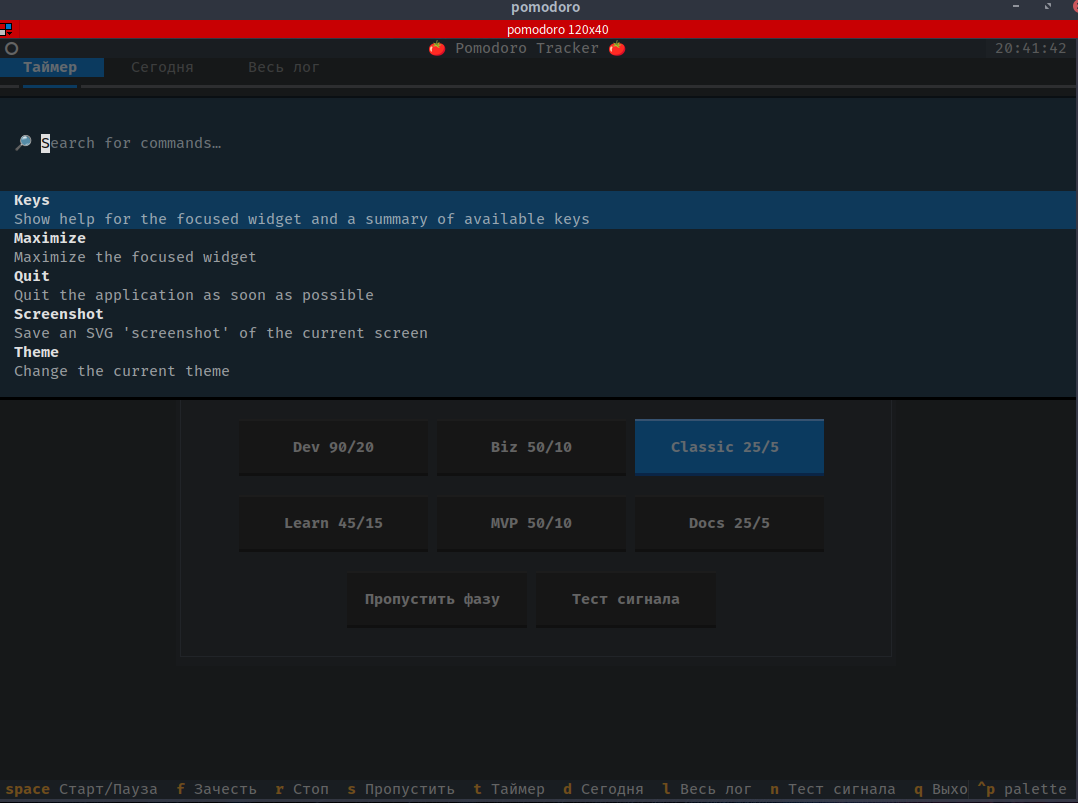 pomodoro
pomodoro 120x40
Pomodoro Tracker 20:41:42
Таймер Сегодня Весь лог
Search for commands…
Keys
Show help for the focused widget and a summary of available keys
Maximize
Maximize the focused widget
Quit
Quit the application as soon as possible
Screenshot
Save an SVG 'screenshot' of the current screen
Theme
Change the current theme
Dev 90/20 Biz 50/10 Classic 25/5
Learn 45/15 MVP 50/10 Docs 25/5
Пропустить фазу Тест сигнала
space Старт/Пауза f Зачесть r Стоп s Пропустить t Таймер d Сегодня l Весь лог n Тест сигнала q Выхо ^p palette